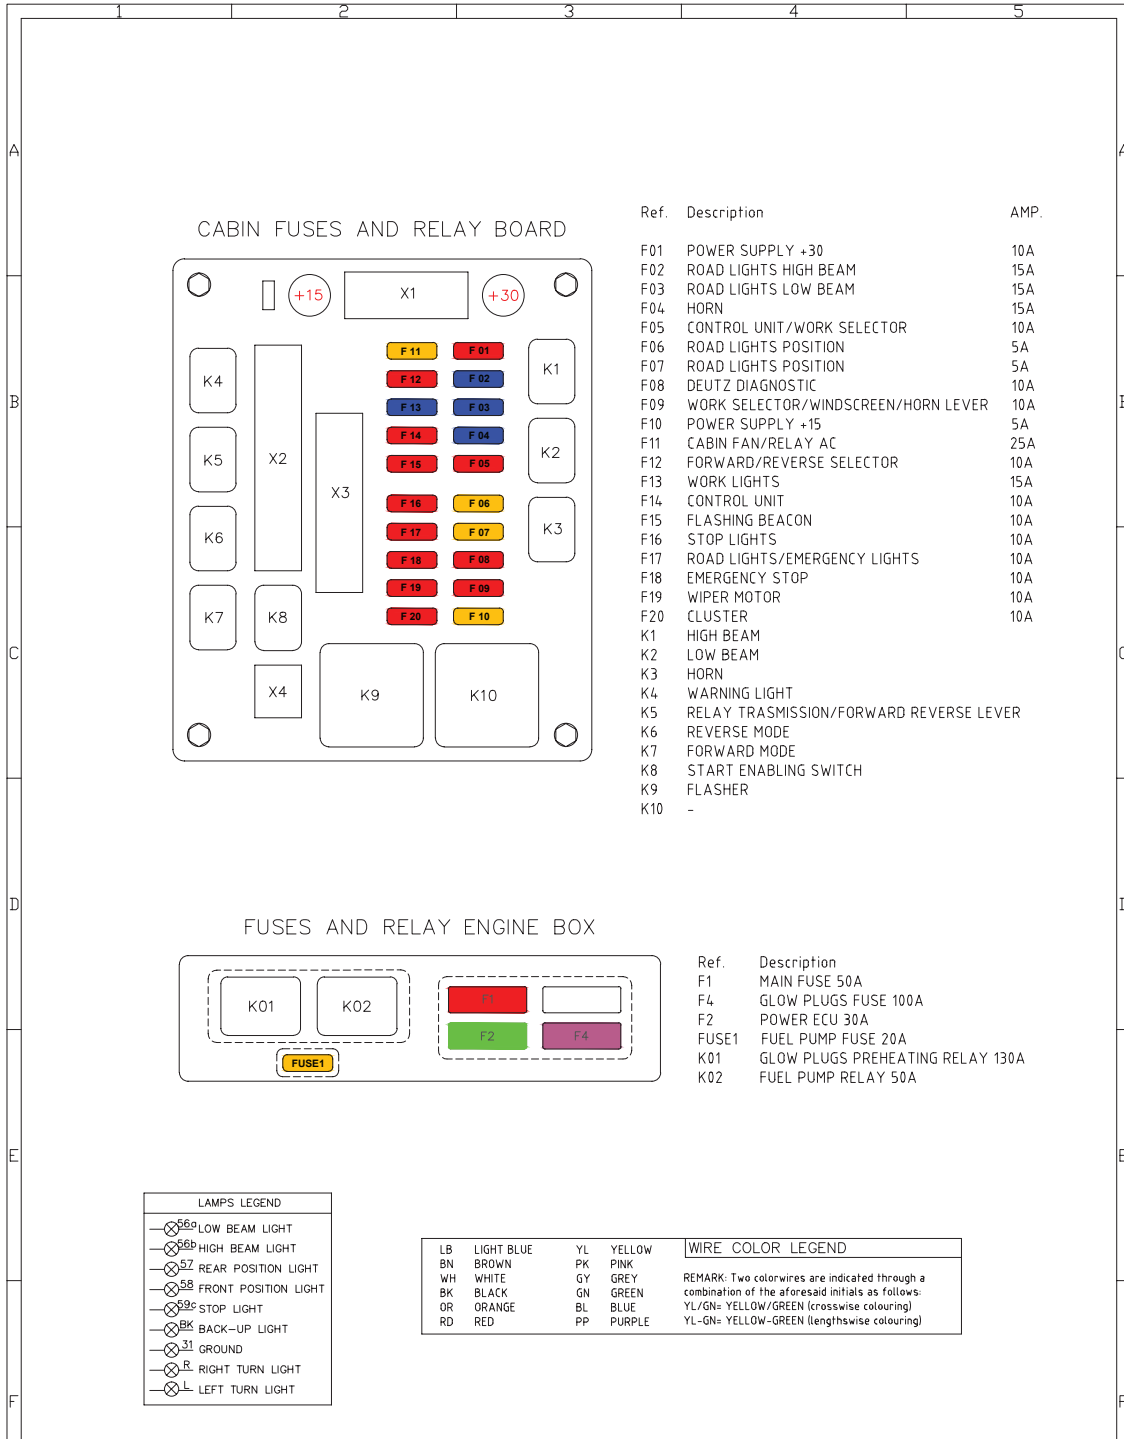 1 2 3 4 5
A
B
C
D
E
F
CABIN FUSES AND RELAY BOARD
+15 X1 +30
F 11 F 01
F 12 F 02
F 13 F 03
F 14 F 04
F 15 F 05
F 16 F 06
F 17 F 07
F 18 F 08
F 19 F 09
F 20 F 10
K4 K1
K5 X2 K2
X3
K6 K3
K7 K8
X4 K9 K10
Ref. Description AMP.
F01 POWER SUPPLY +30 10A
F02 ROAD LIGHTS HIGH BEAM 15A
F03 ROAD LIGHTS LOW BEAM 15A
F04 HORN 15A
F05 CONTROL UNIT/WORK SELECTOR 10A
F06 ROAD LIGHTS POSITION 5A
F07 ROAD LIGHTS POSITION 5A
F08 DEUTZ DIAGNOSTIC 10A
F09 WORK SELECTOR/WINDSCREEN/HORN LEVER 10A
F10 POWER SUPPLY +15 5A
F11 CABIN FAN/RELAY AC 25A
F12 FORWARD/REVERSE SELECTOR 10A
F13 WORK LIGHTS 15A
F14 CONTROL UNIT 10A
F15 FLASHING BEACON 10A
F16 STOP LIGHTS 10A
F17 ROAD LIGHTS/EMERGENCY LIGHTS 10A
F18 EMERGENCY STOP 10A
F19 WIPER MOTOR 10A
F20 CLUSTER 10A
K1 HIGH BEAM
K2 LOW BEAM
K3 HORN
K4 WARNING LIGHT
K5 RELAY TRASMISSION/FORWARD REVERSE LEVER
K6 REVERSE MODE
K7 FORWARD MODE
K8 START ENABLING SWITCH
K9 FLASHER
K10 -
FUSES AND RELAY ENGINE BOX
K01 K02 F1
F2 F4
FUSE1
Ref. Description
F1 MAIN FUSE 50A
F4 GLOW PLUGS FUSE 100A
F2 POWER ECU 30A
FUSE1 FUEL PUMP FUSE 20A
K01 GLOW PLUGS PREHEATING RELAY 130A
K02 FUEL PUMP RELAY 50A
LAMPS LEGEND
56a LOW BEAM LIGHT
56b HIGH BEAM LIGHT
57 REAR POSITION LIGHT
58 FRONT POSITION LIGHT
59c STOP LIGHT
BK BACK-UP LIGHT
31 GROUND
R RIGHT TURN LIGHT
L LEFT TURN LIGHT
LB LIGHT BLUE YL YELLOW
BN BROWN PK PINK
WH WHITE GY GREY
BK BLACK GN GREEN
OR ORANGE BL BLUE
RD RED PP PURPLE
WIRE COLOR LEGEND
REMARK: Two colorwires are indicated through a
combination of the aforesaid initials as follows:
YL/GN= YELLOW/GREEN (crosswise colouring)
YL-GN= YELLOW-GREEN (lengthswise colouring)